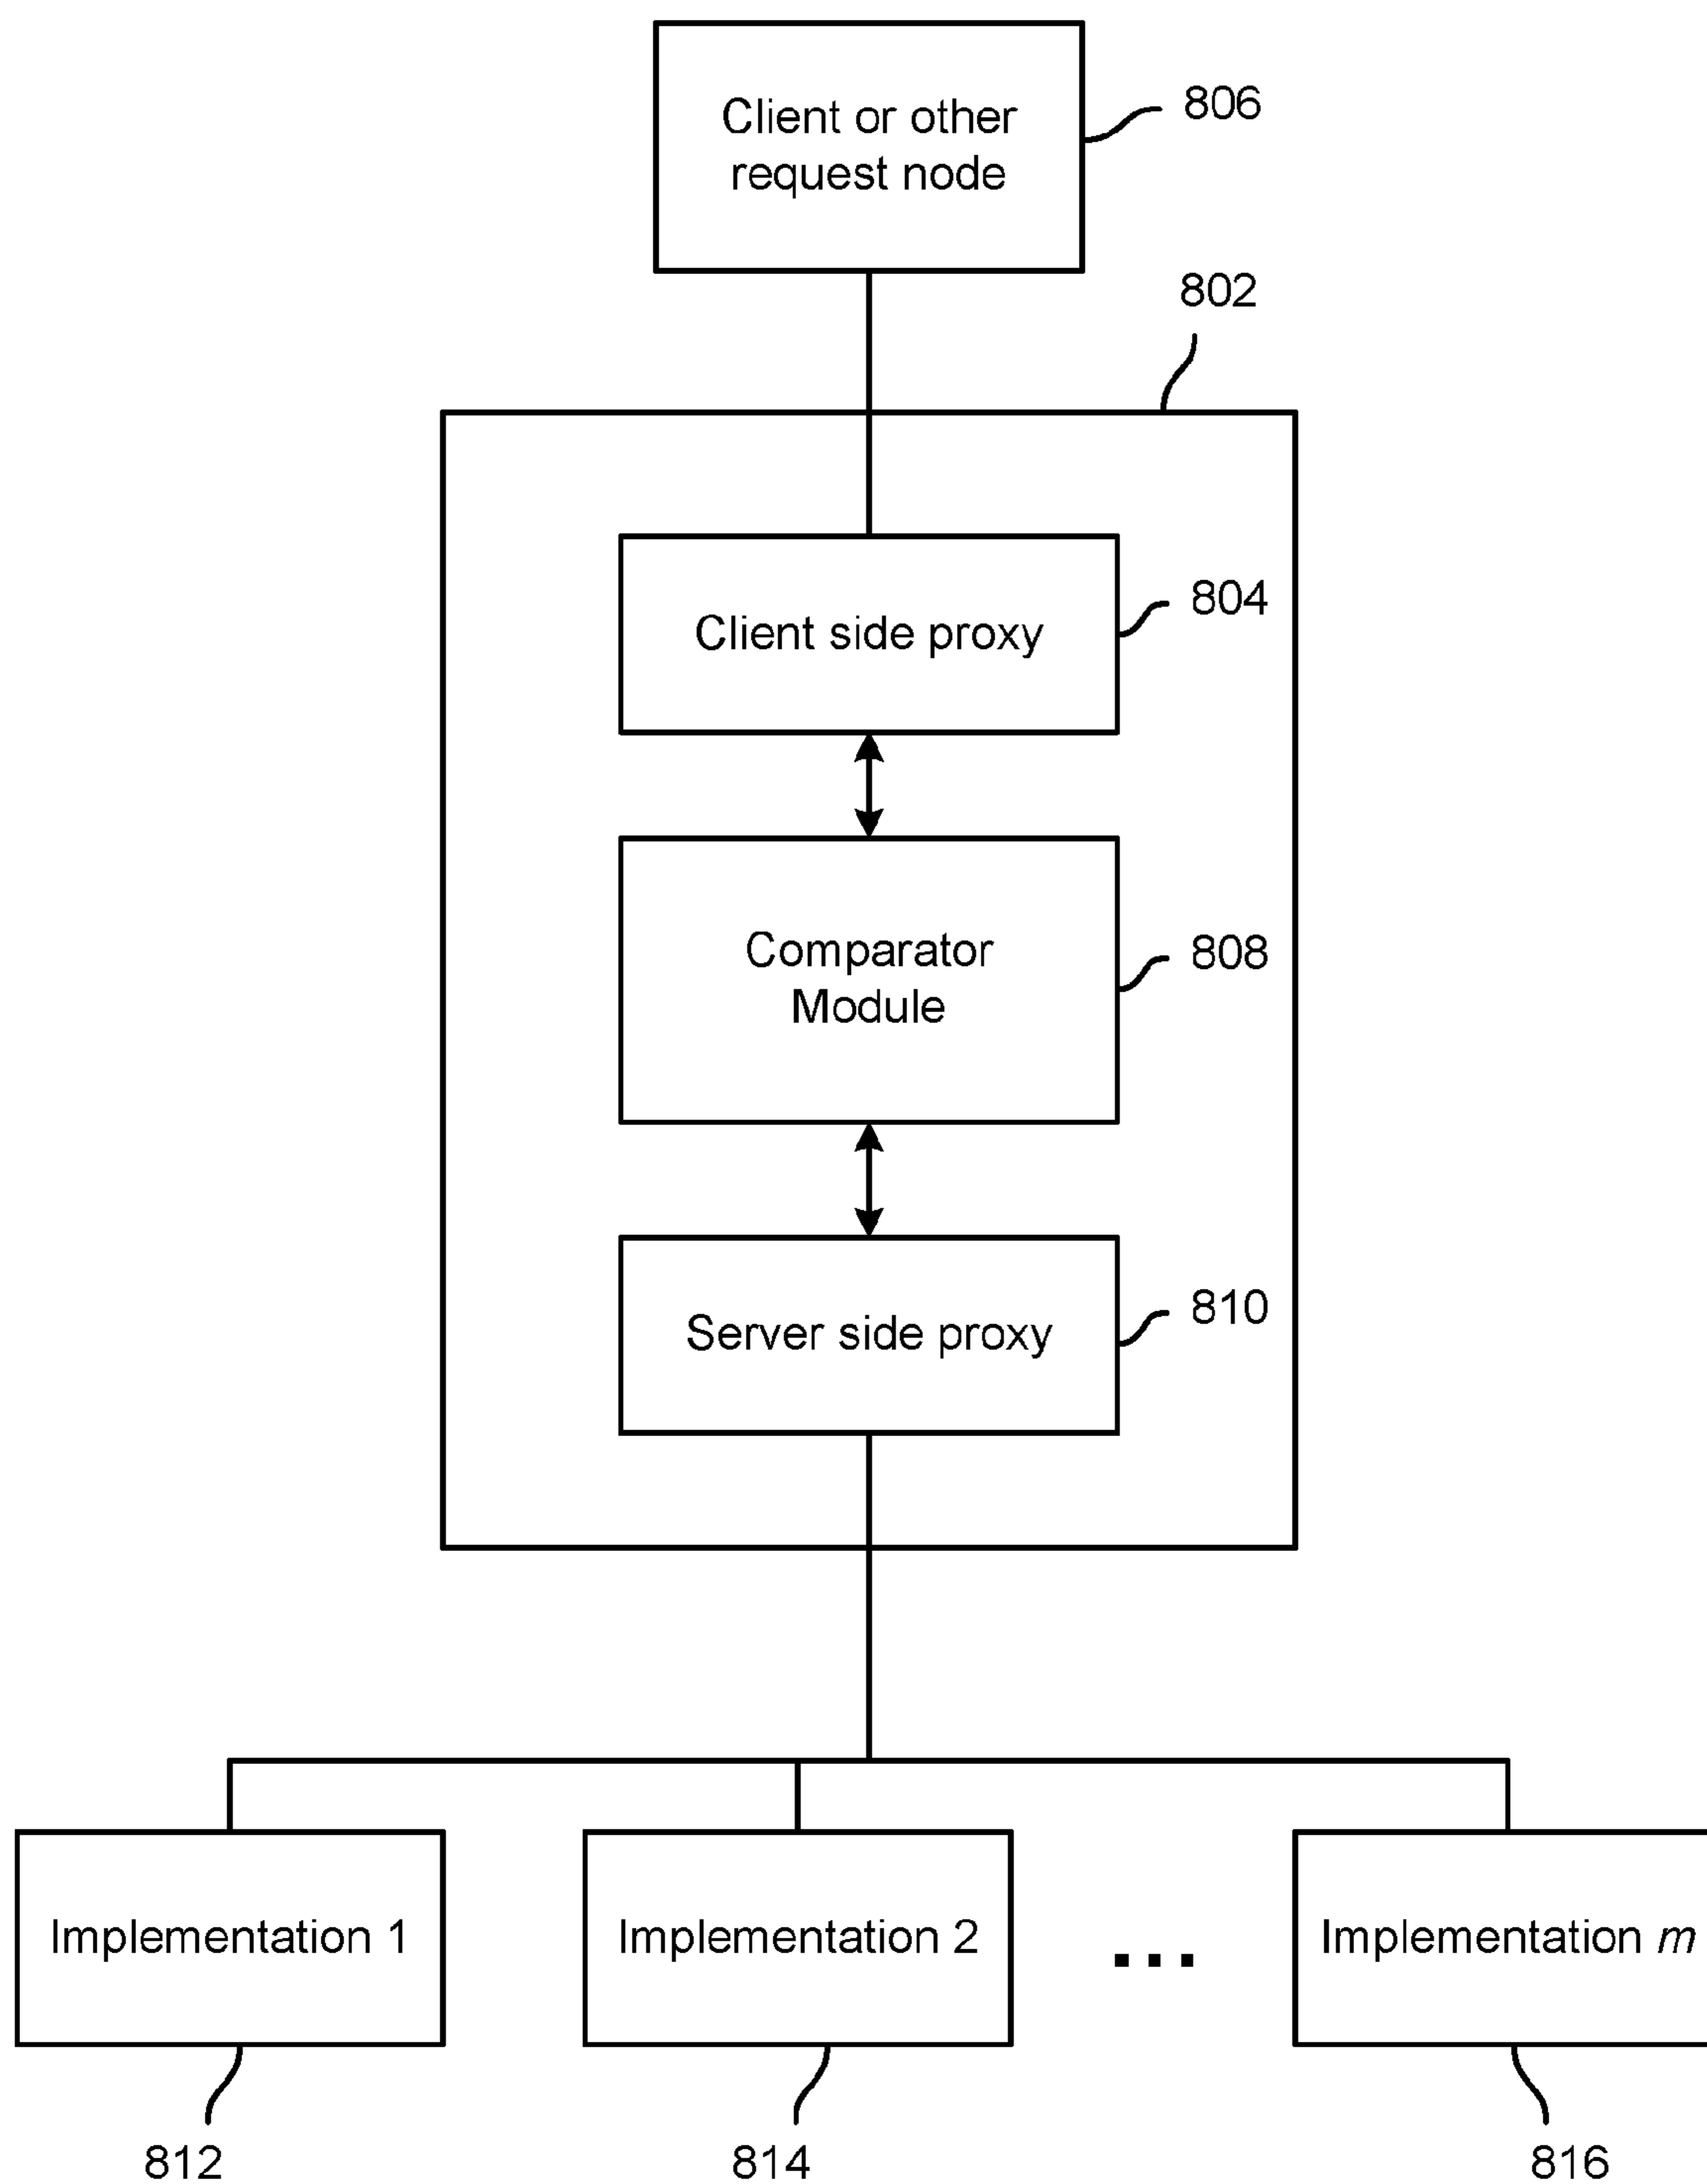 Client or other
request node
806
802
Client side proxy
804
Comparator
Module
808
Server side proxy
810
Implementation 1
Implementation 2
...
Implementation m
812
814
816